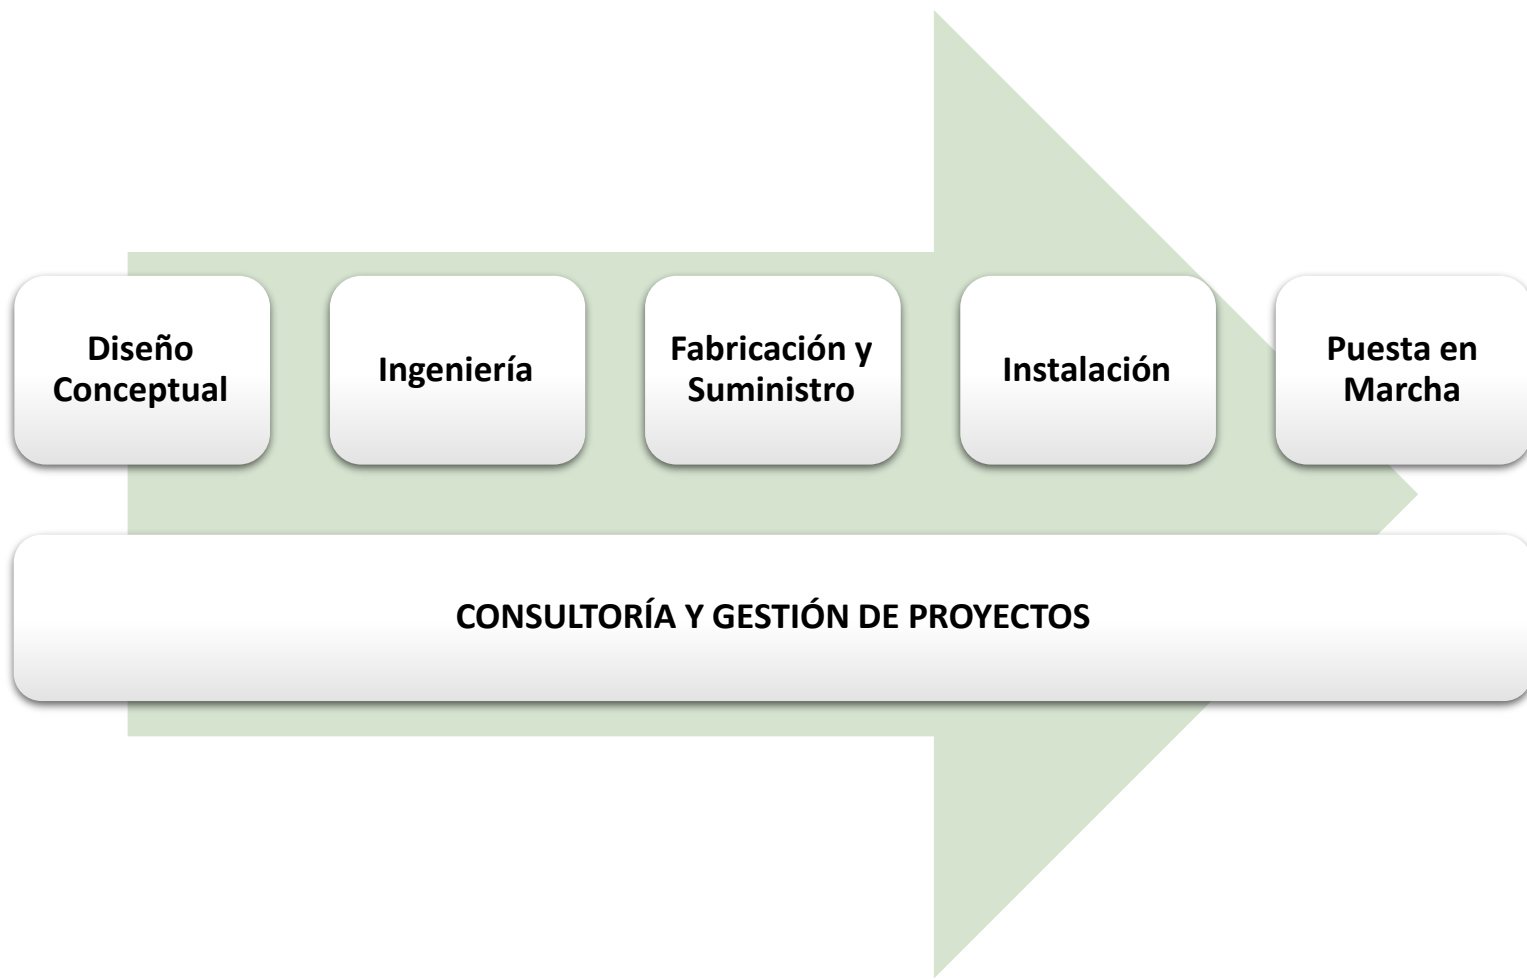 Diseño
Conceptual
Ingeniería
Fabricación y
Suministro
Instalación
Puesta en
Marcha
CONSULTORÍA Y GESTIÓN DE PROYECTOS